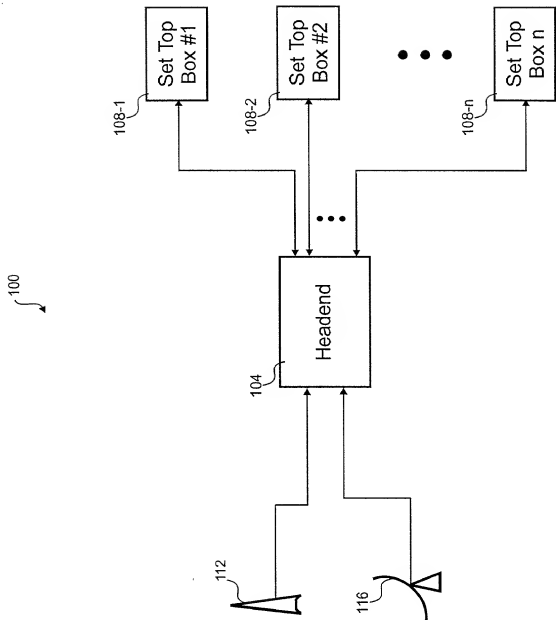 100
Set Top
Box #1
108-1
Set Top
Box #2
108-2
Set Top
Box n
108-n
Headend
104
112
116